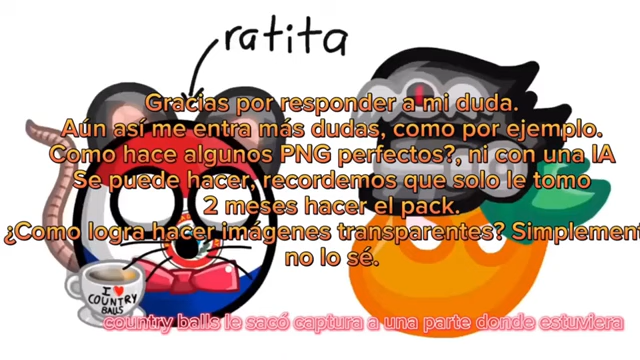 ratita
Gracias por responder a mi duda.
Aún así me entra más dudas, como por ejemplo.
Como hace algunos PNG perfectos?, ni con una IA
Se puede hacer, recordemos que solo le tomo
2 meses hacer el pack.
¿Como logra hacer imágenes transparentes? Simplement
no lo sé.
I ❤ COUNTRY BALLS
country balls le sacó captura a una parte donde estuviera